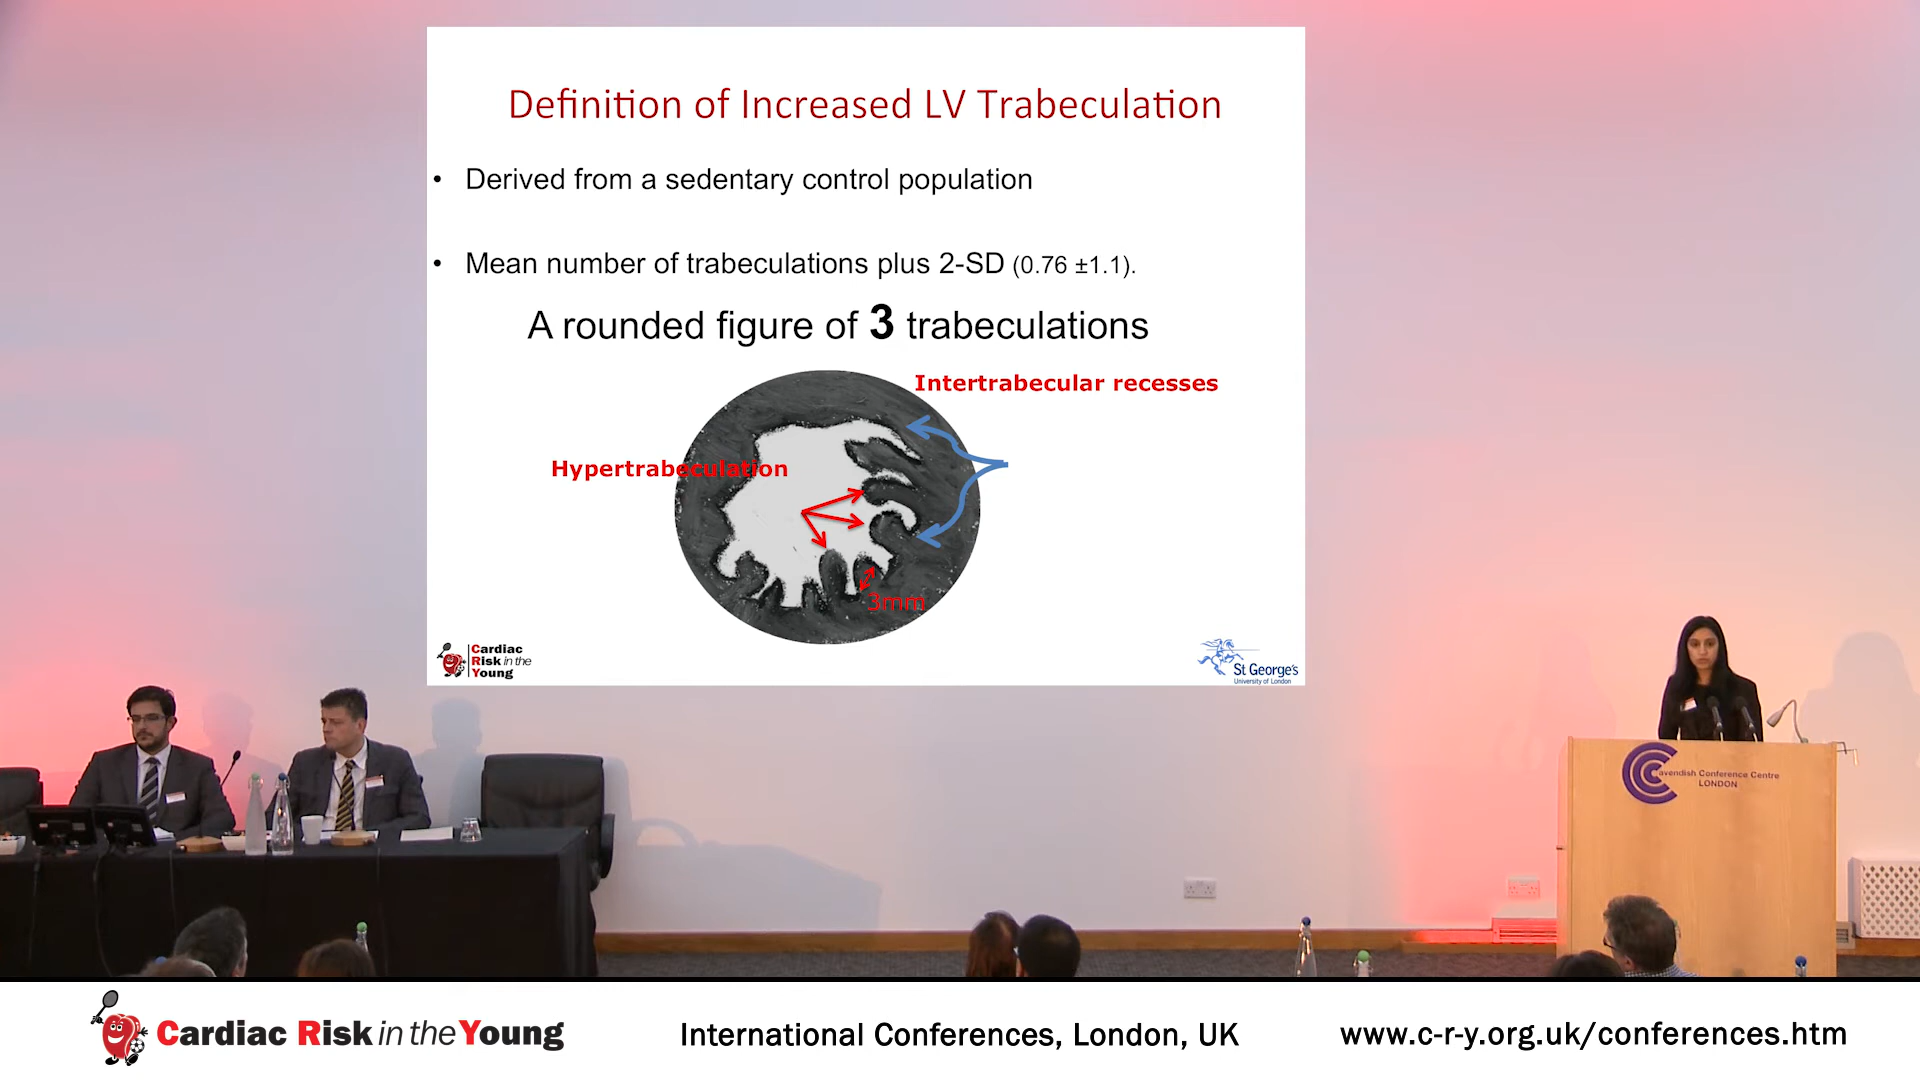 Definition of Increased LV Trabeculation
• Derived from a sedentary control population
• Mean number of trabeculations plus 2-SD (0.76 ±1.1).
A rounded figure of 3 trabeculations
Intertrabecular recesses
Hypertrabeculation
3mm
Cardiac
Risk in the
Young
St George's
University of London
Cavendish Conference Centre
LONDON
Cardiac Risk in the Young
International Conferences, London, UK
www.c-r-y.org.uk/conferences.htm